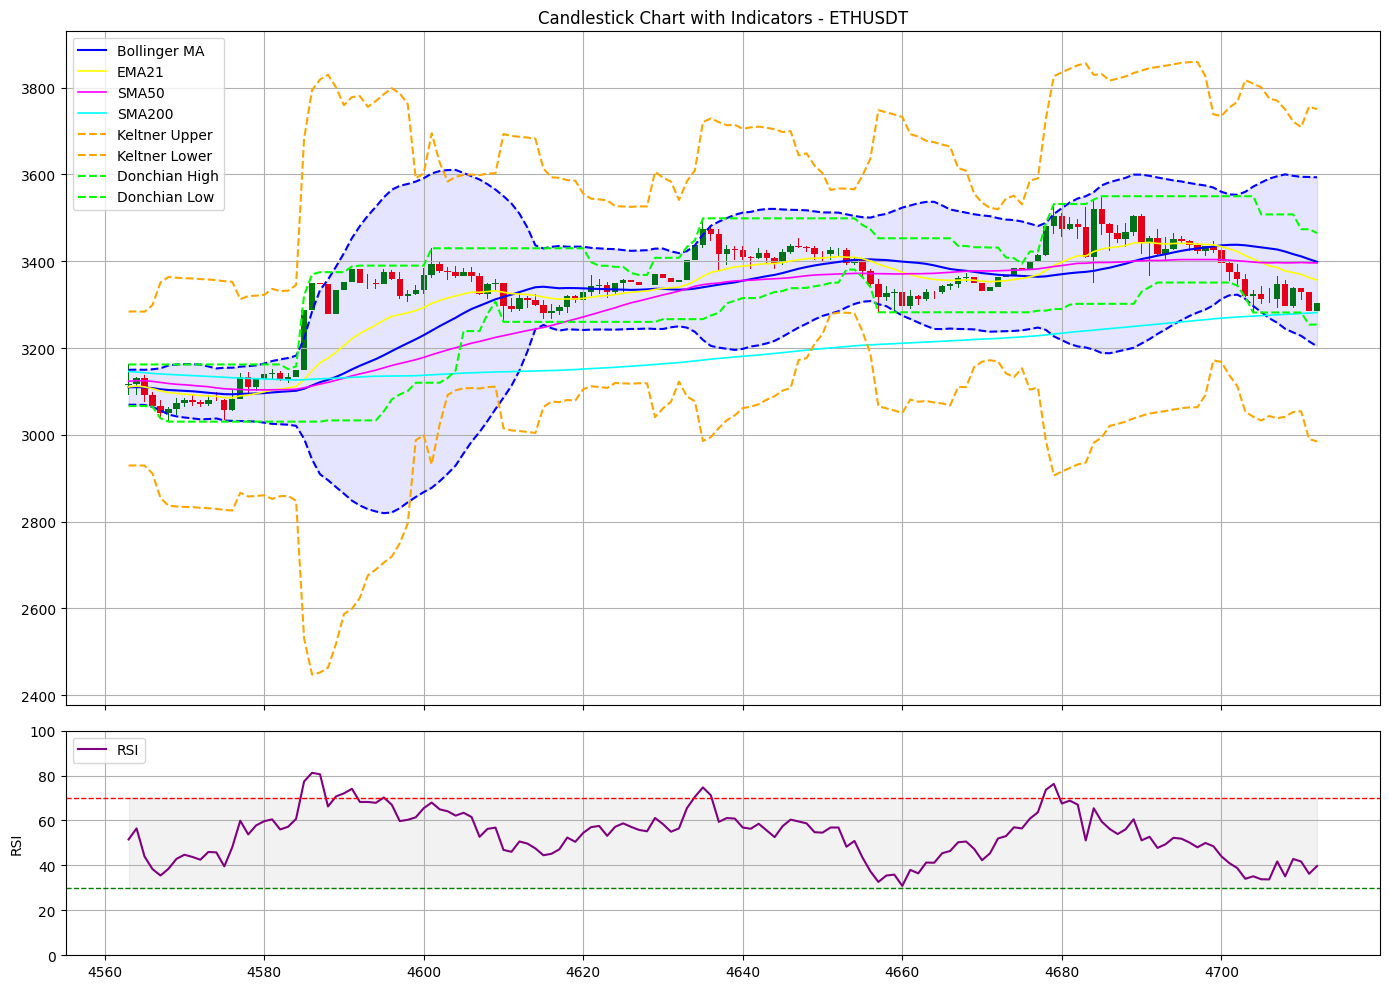 Candlestick Chart with Indicators - ETHUSDT
Bollinger MA
EMA21
SMA50
SMA200
Keltner Upper
Keltner Lower
Donchian High
Donchian Low
3800
3600
3400
3200
3000
2800
2600
2400
RSI
100
80
60
40
20
0
RSI
4560 4580 4600 4620 4640 4660 4680 4700